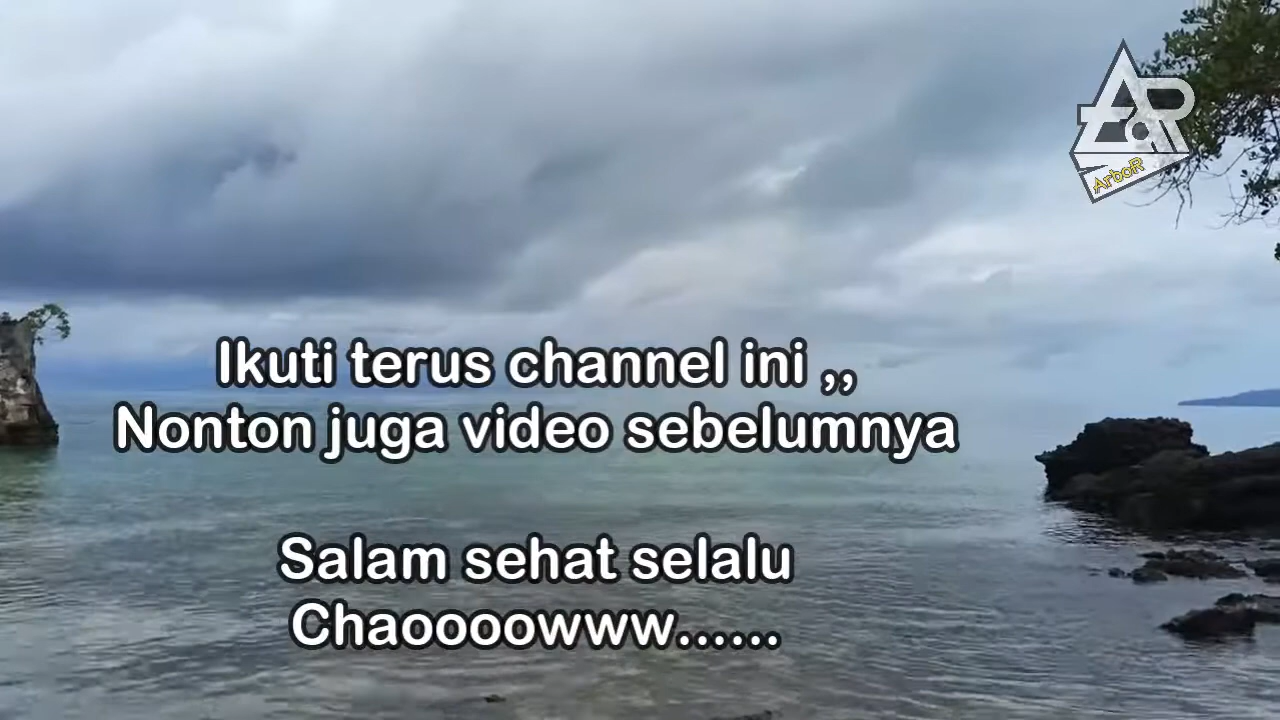 ArboR
Ikuti terus channel ini ,,
Nonton juga video sebelumnya
Salam sehat selalu
Chaoooowww......